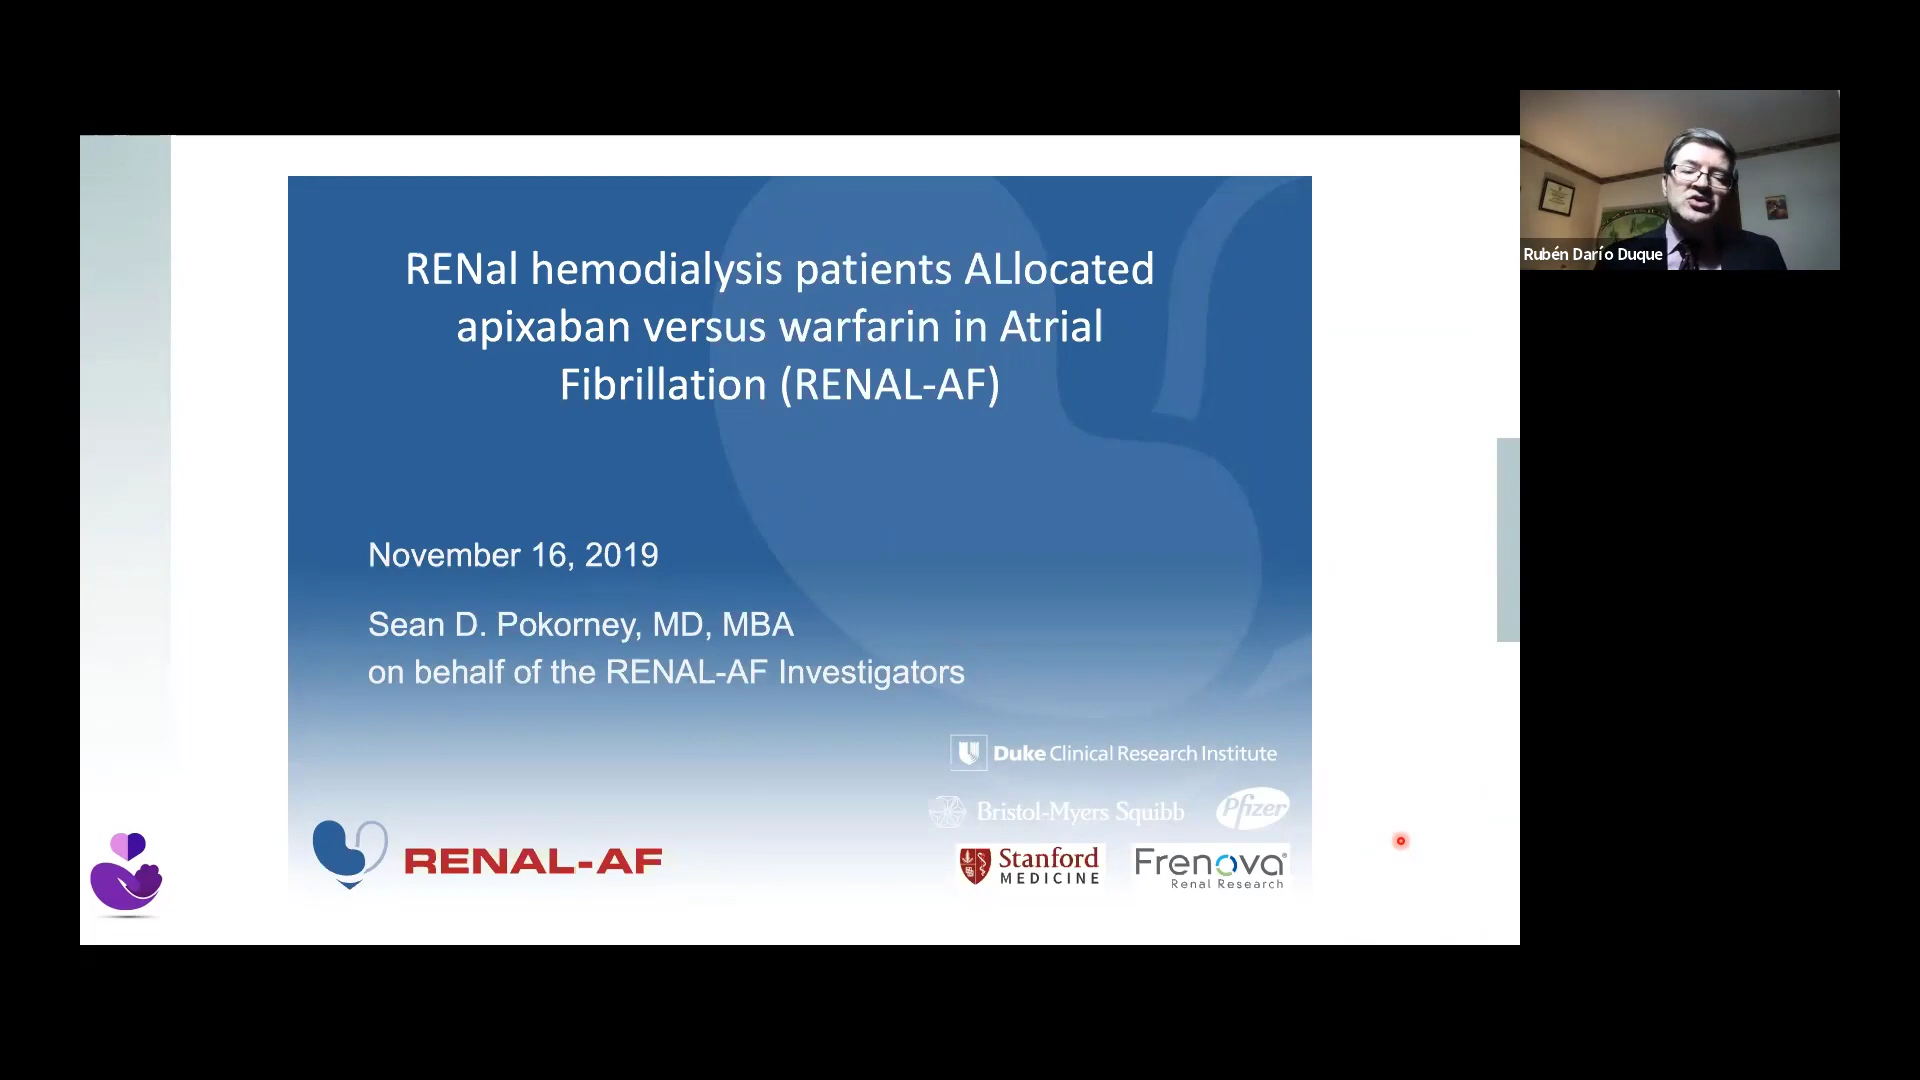 RENal hemodialysis patients ALlocated
apixaban versus warfarin in Atrial
Fibrillation (RENAL-AF)
November 16, 2019
Sean D. Pokorney, MD, MBA
on behalf of the RENAL-AF Investigators
Duke Clinical Research Institute
Bristol-Myers Squibb
Pfizer
RENAL-AF
Stanford
MEDICINE
Frenova®
Renal Research
Rubén Darío Duque